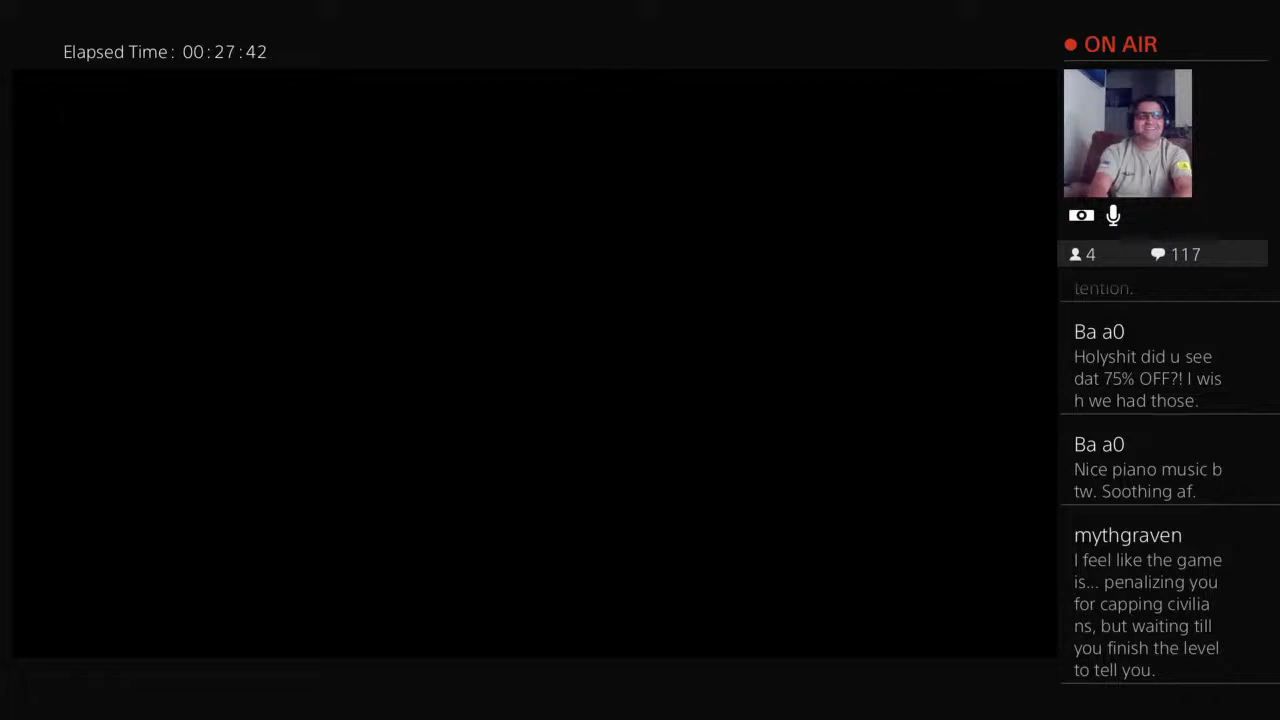 Elapsed Time: 00:27:42
ON AIR
4 117
tention.
Ba a0
Holyshit did u see
dat 75% OFF?! I wis
h we had those.
Ba a0
Nice piano music b
tw. Soothing af.
mythgraven
I feel like the game
is... penalizing you
for capping civilia
ns, but waiting till
you finish the level
to tell you.